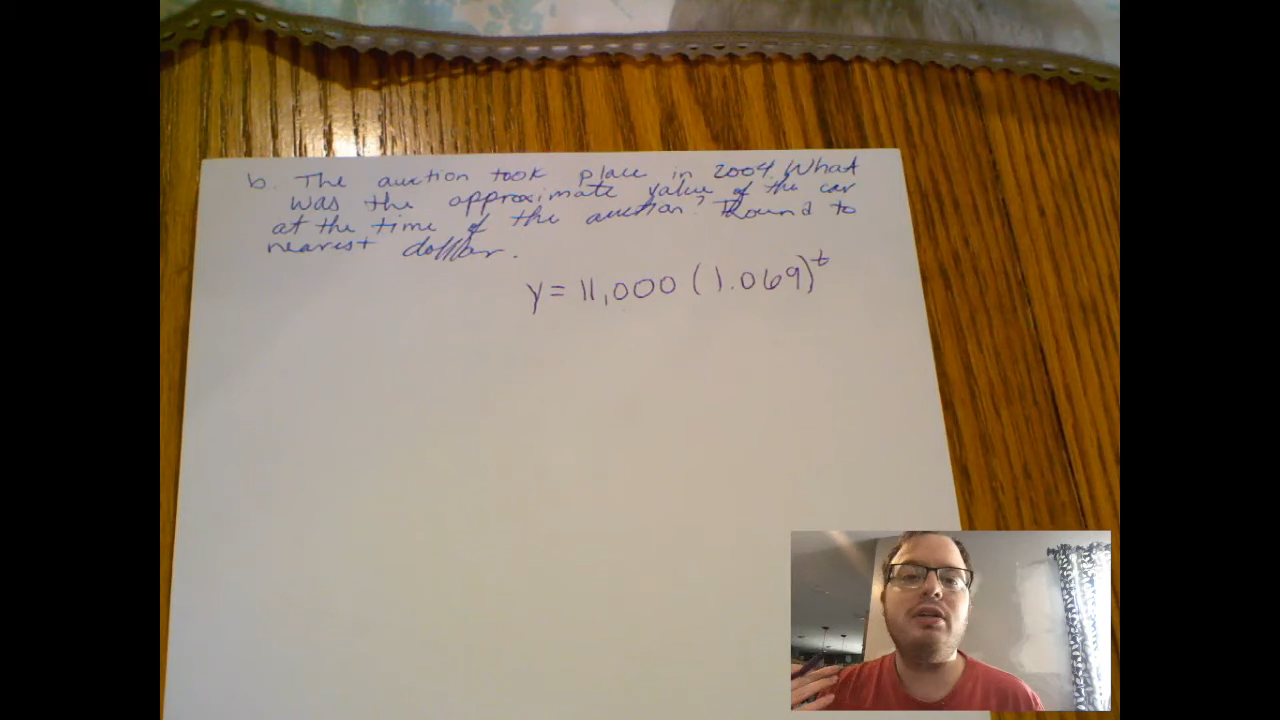 b. The auction took place in 2004. What
was the approximate value of the car
at the time of the auction? Round to
nearest dollar.
y = 11,000 (1.069)^t